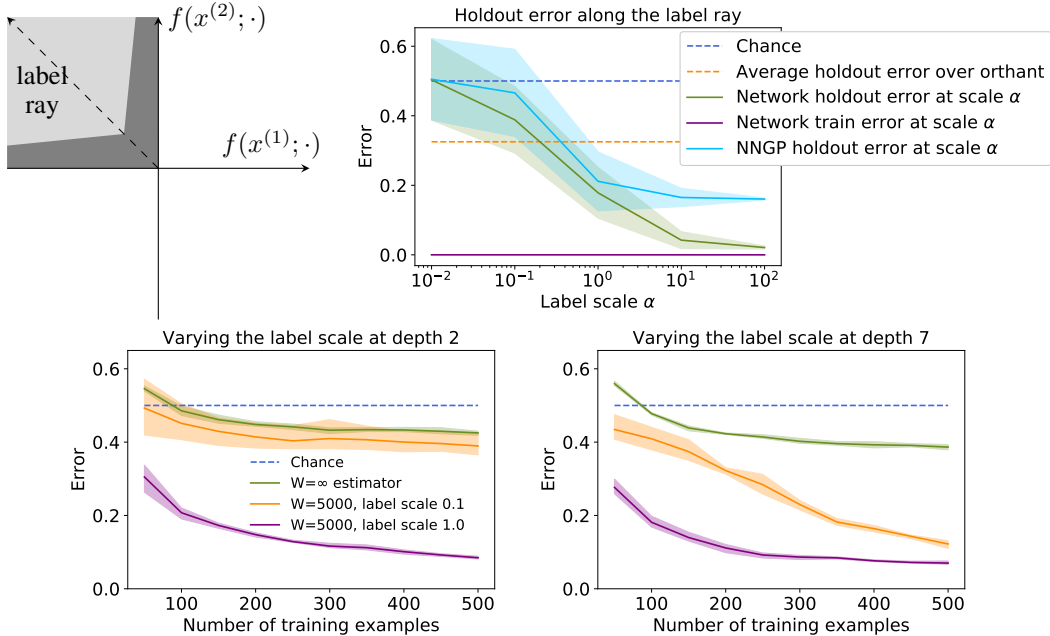 f(x^{(2)}; ·)
label
ray
f(x^{(1)}; ·)
Holdout error along the label ray
Error
0.6
0.4
0.2
0.0
10^{-2}
10^{-1}
10^{0}
10^{1}
10^{2}
Label scale α
Chance
Average holdout error over orthant
Network holdout error at scale α
Network train error at scale α
NNGP holdout error at scale α
Varying the label scale at depth 2
Error
0.6
0.4
0.2
0.0
100
200
300
400
500
Number of training examples
Chance
W=∞ estimator
W=5000, label scale 0.1
W=5000, label scale 1.0
Varying the label scale at depth 7
Error
0.6
0.4
0.2
0.0
100
200
300
400
500
Number of training examples